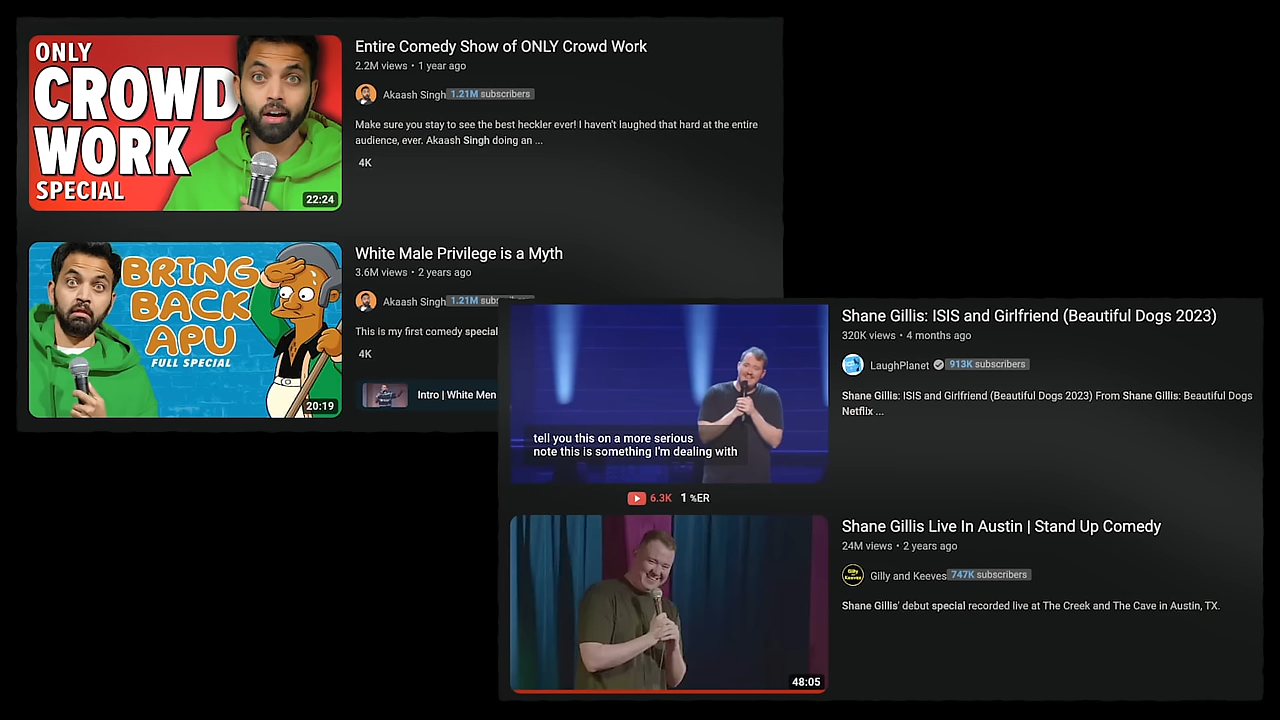 ONLY
CROWD
WORK
SPECIAL
22:24
Entire Comedy Show of ONLY Crowd Work
2.2M views • 1 year ago
Akaash Singh 1.21M subscribers
Make sure you stay to see the best heckler ever! I haven't laughed that hard at the entire
audience, ever. Akaash Singh doing an ...
4K
BRING
BACK
APU
FULL SPECIAL
20:19
White Male Privilege is a Myth
3.6M views • 2 years ago
Akaash Singh 1.21M
This is my first comedy special
4K
Intro | White Men
tell you this on a more serious
note this is something I'm dealing with
6.3K 1 %ER
Shane Gillis: ISIS and Girlfriend (Beautiful Dogs 2023)
320K views • 4 months ago
LaughPlanet 913K subscribers
Shane Gillis: ISIS and Girlfriend (Beautiful Dogs 2023) From Shane Gillis: Beautiful Dogs
Netflix ...
48:05
Shane Gillis Live In Austin | Stand Up Comedy
24M views • 2 years ago
Gilly and Keeves 747K subscribers
Shane Gillis' debut special recorded live at The Creek and The Cave in Austin, TX.